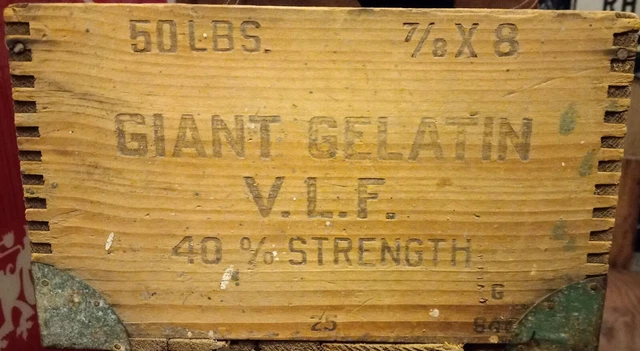 50 LBS. 7/8 X 8
GIANT GELATIN
V.L.F.
40 % STRENGTH
G
25